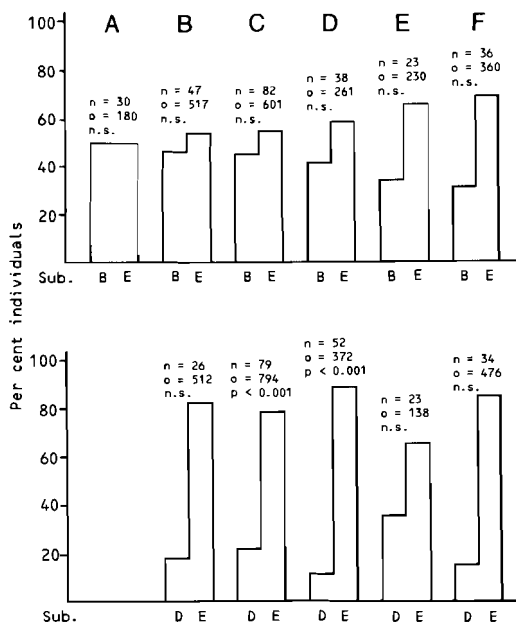 A B C D E F
Per cent individuals
100
80
60
40
20
n = 30
o = 180
n.s.
n = 47
o = 517
n.s.
n = 82
o = 601
n.s.
n = 38
o = 261
n.s.
n = 23
o = 230
n.s.
n = 36
o = 360
n.s.
Sub. B E B E B E B E B E B E
100
80
60
40
20
n = 26
o = 512
n.s.
n = 79
o = 794
p < 0.001
n = 52
o = 372
p < 0.001
n = 23
o = 138
n.s.
n = 34
o = 476
n.s.
Sub. D E D E D E D E D E